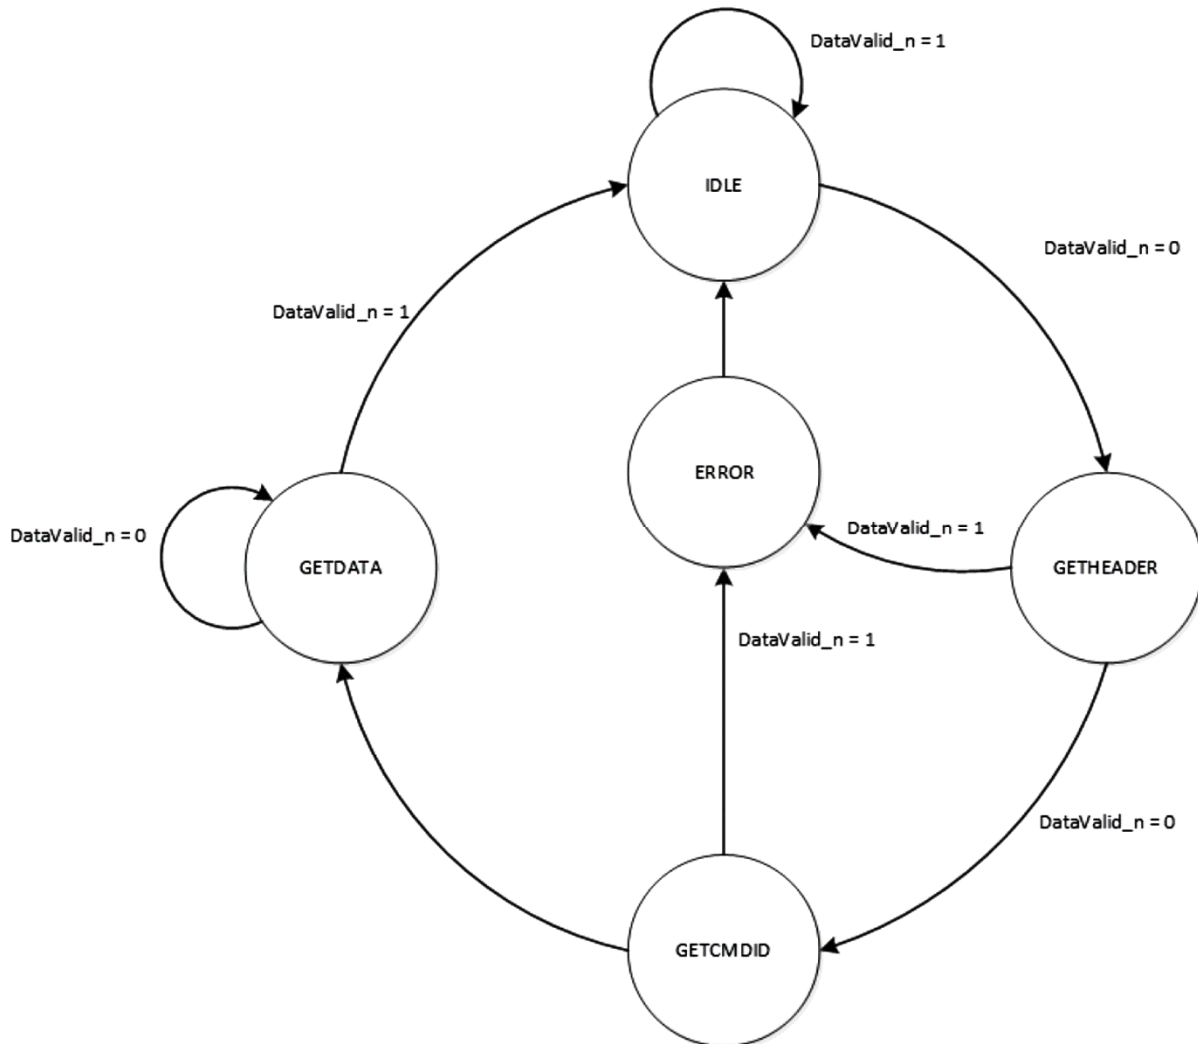 DataValid_n = 1
IDLE
DataValid_n = 0
DataValid_n = 1
ERROR
DataValid_n = 1
DataValid_n = 0
GETDATA
GETHEADER
DataValid_n = 1
DataValid_n = 0
GETCMDID